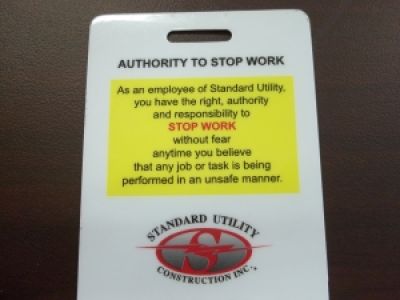 AUTHORITY TO STOP WORK
As an employee of Standard Utility,
you have the right, authority
and responsibility to
STOP WORK
without fear
anytime you believe
that any job or task is being
performed in an unsafe manner.
STANDARD UTILITY
S
CONSTRUCTION INC.